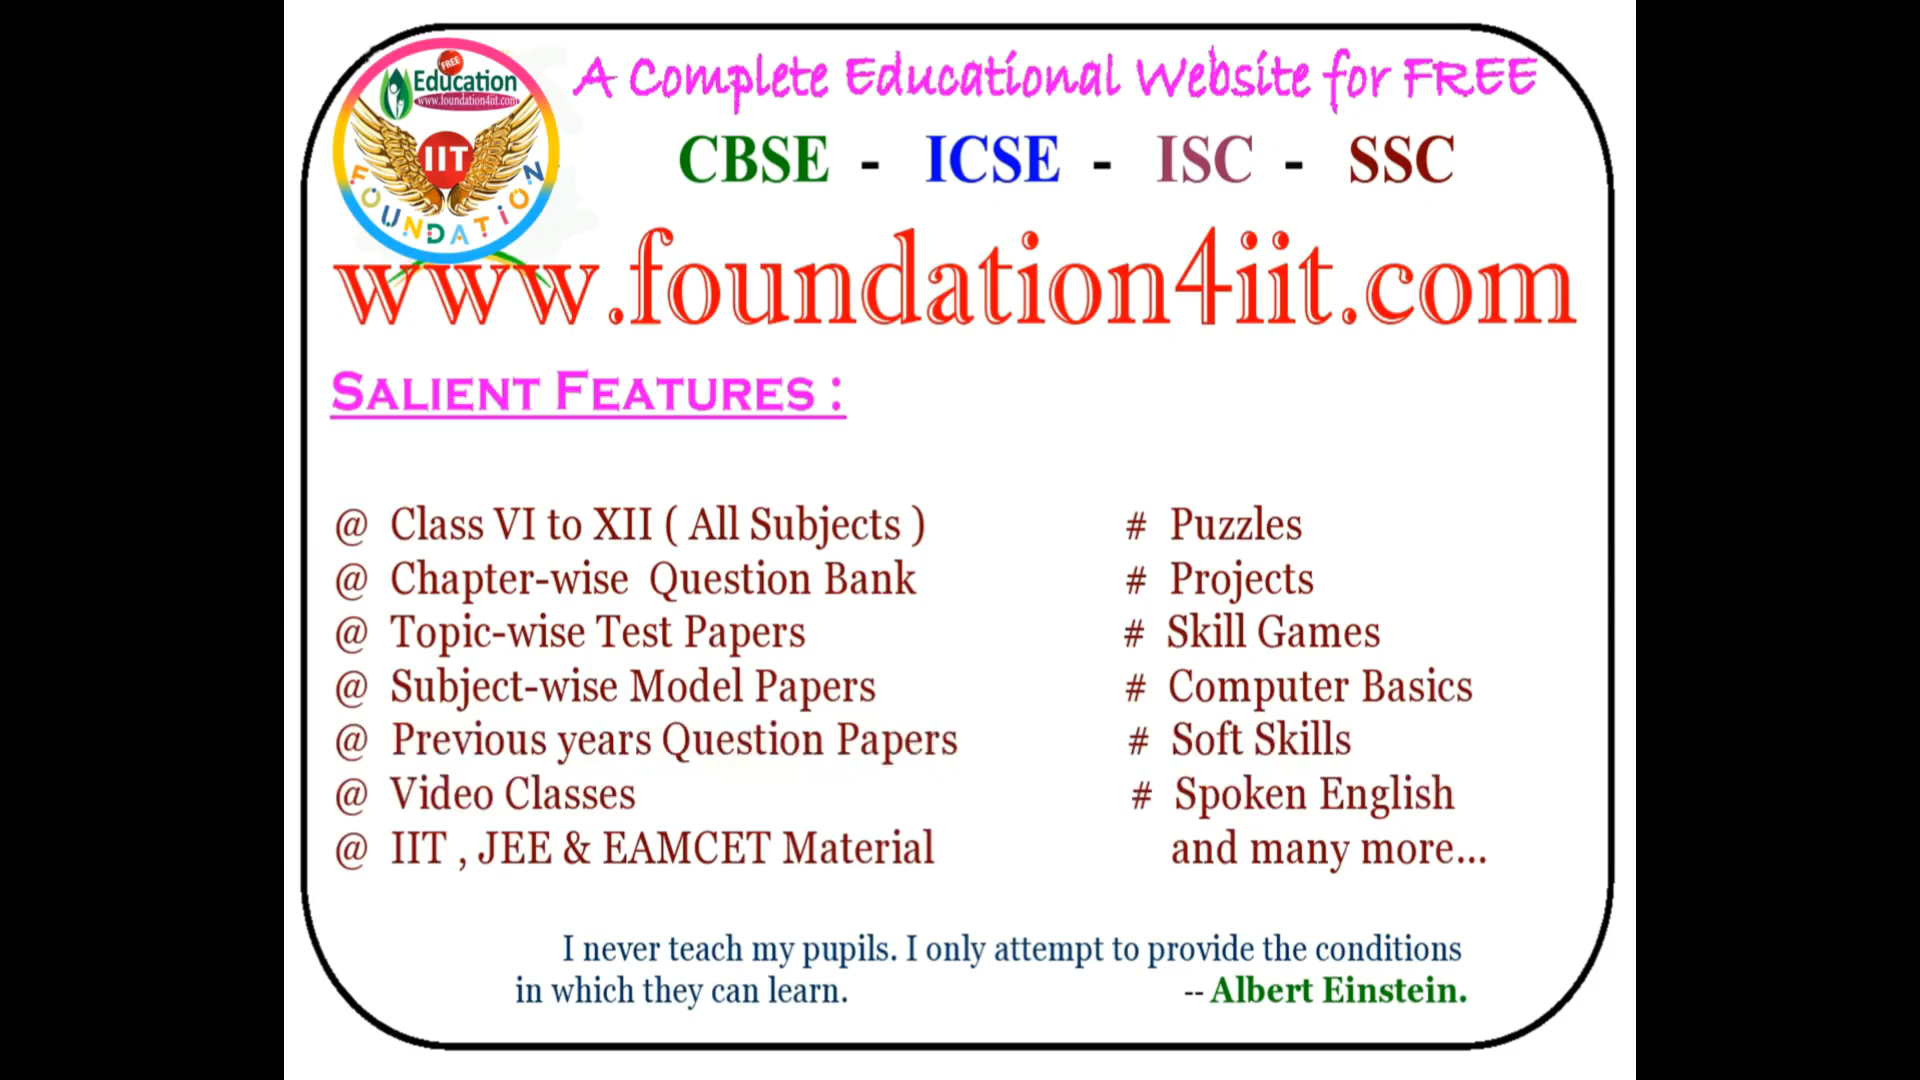 FREE
Education
www.foundation4iit.com
IIT
FOUNDATION
A Complete Educational Website for FREE
CBSE - ICSE - ISC - SSC
www.foundation4iit.com
SALIENT FEATURES :
@ Class VI to XII ( All Subjects )
@ Chapter-wise Question Bank
@ Topic-wise Test Papers
@ Subject-wise Model Papers
@ Previous years Question Papers
@ Video Classes
@ IIT , JEE & EAMCET Material
# Puzzles
# Projects
# Skill Games
# Computer Basics
# Soft Skills
# Spoken English
and many more...
I never teach my pupils. I only attempt to provide the conditions
in which they can learn. -- Albert Einstein.